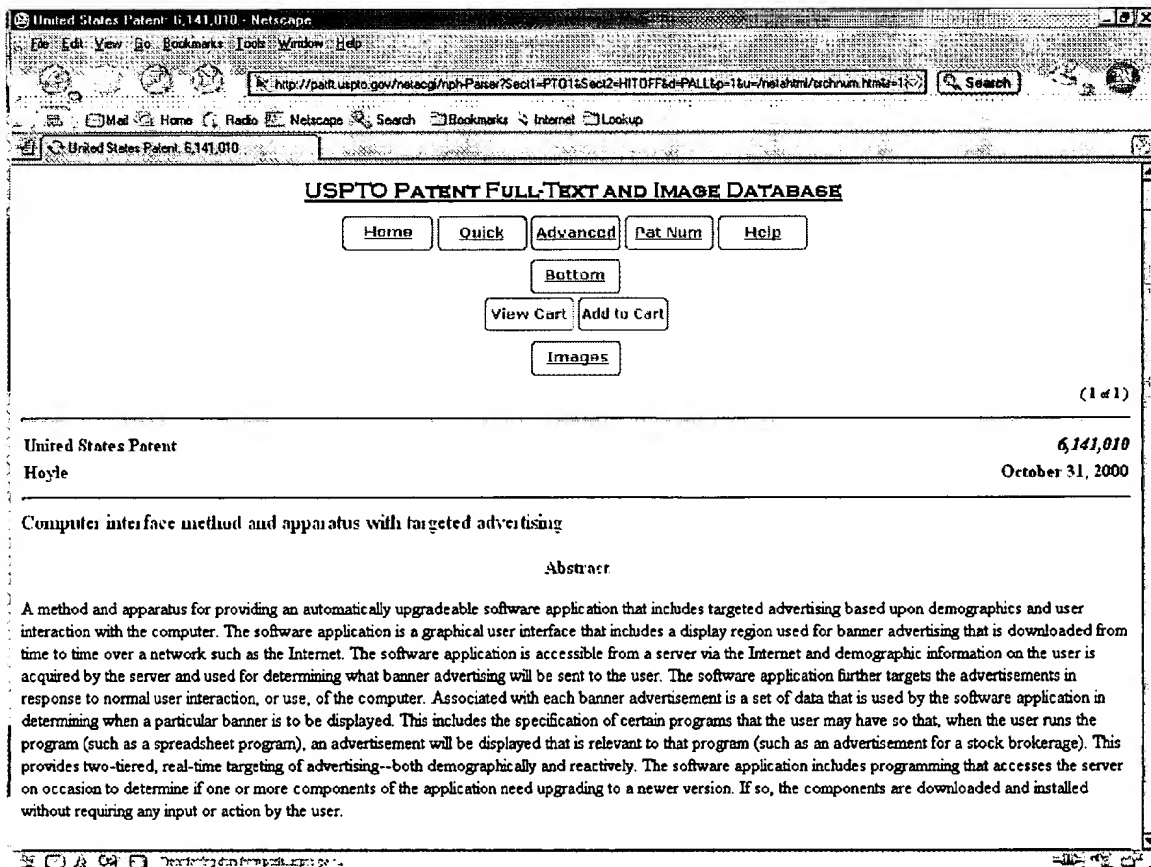 United States Patent: 6,141,010 - Netscape
File Edit View Go Bookmarks Tools Window Help
http://patft.uspto.gov/netacgi/nph-Parser?Sect1=PTO1&Sect2=HITOFF&d=PALL&p=1&u=/netahtml/srchnum.htm&r=1 Search
Mail Home Radio Netscape Search Bookmarks Internet Lookup
United States Patent: 6,141,010
USPTO PATENT FULL-TEXT AND IMAGE DATABASE
Home Quick Advanced Pat Num Help
Bottom
View Cart Add to Cart
Images
(1 of 1)
United States Patent 6,141,010
Hoyle October 31, 2000
Computer interface method and apparatus with targeted advertising
Abstract
A method and apparatus for providing an automatically upgradeable software application that includes targeted advertising based upon demographics and user
interaction with the computer. The software application is a graphical user interface that includes a display region used for banner advertising that is downloaded from
time to time over a network such as the Internet. The software application is accessible from a server via the Internet and demographic information on the user is
acquired by the server and used for determining what banner advertising will be sent to the user. The software application further targets the advertisements in
response to normal user interaction, or use, of the computer. Associated with each banner advertisement is a set of data that is used by the software application in
determining when a particular banner is to be displayed. This includes the specification of certain programs that the user may have so that, when the user runs the
program (such as a spreadsheet program), an advertisement will be displayed that is relevant to that program (such as an advertisement for a stock brokerage). This
provides two-tiered, real-time targeting of advertising--both demographically and reactively. The software application includes programming that accesses the server
on occasion to determine if one or more components of the application need upgrading to a newer version. If so, the components are downloaded and installed
without requiring any input or action by the user.